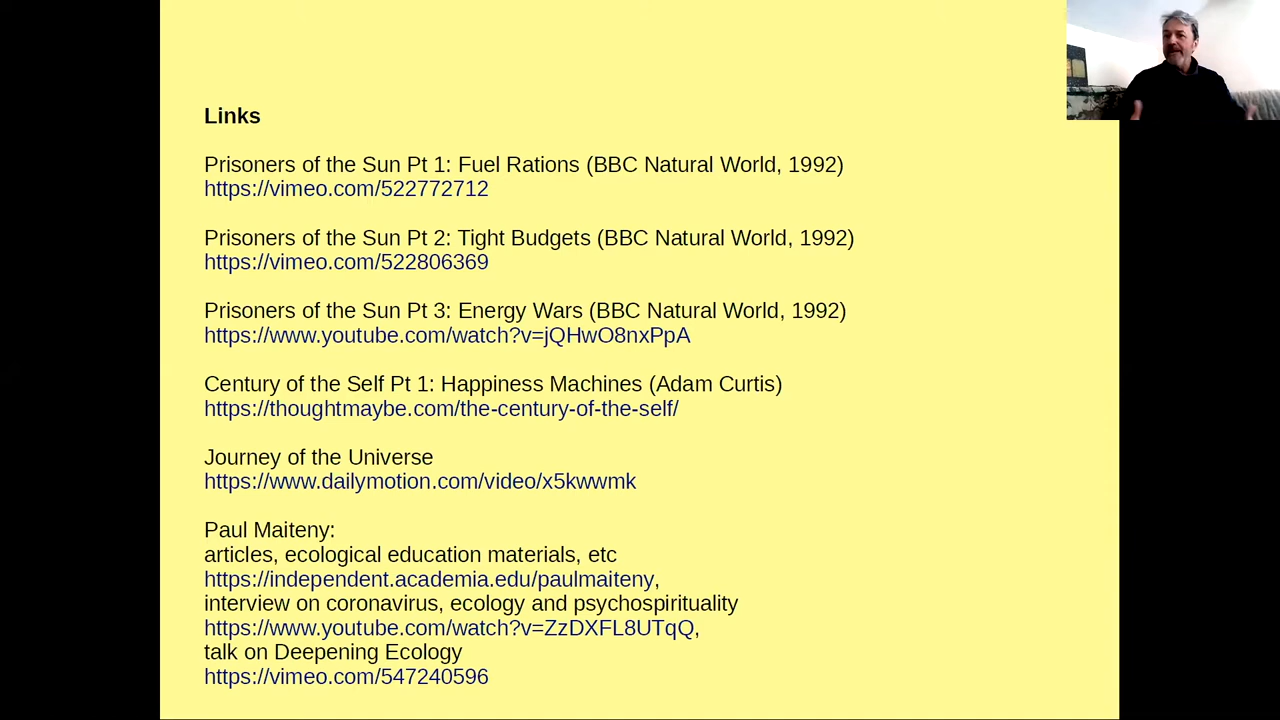 Links
Prisoners of the Sun Pt 1: Fuel Rations (BBC Natural World, 1992)
https://vimeo.com/522772712
Prisoners of the Sun Pt 2: Tight Budgets (BBC Natural World, 1992)
https://vimeo.com/522806369
Prisoners of the Sun Pt 3: Energy Wars (BBC Natural World, 1992)
https://www.youtube.com/watch?v=jQHwO8nxPpA
Century of the Self Pt 1: Happiness Machines (Adam Curtis)
https://thoughtmaybe.com/the-century-of-the-self/
Journey of the Universe
https://www.dailymotion.com/video/x5kwwmk
Paul Maiteny:
articles, ecological education materials, etc
https://independent.academia.edu/paulmaiteny,
interview on coronavirus, ecology and psychospirituality
https://www.youtube.com/watch?v=ZzDXFL8UTqQ,
talk on Deepening Ecology
https://vimeo.com/547240596